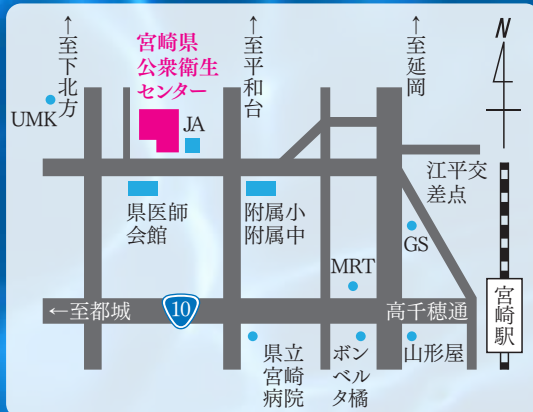 ↑至下北方
宮崎県
公衆衛生
センター
↑至平和台
↑至延岡
N
UMK
JA
江平交
差点
県医師
会館
附属小
附属中
GS
MRT
←至都城
10
高千穂通
宮崎駅
県立
宮崎
病院
ボン
ベル
タ橘
山形屋